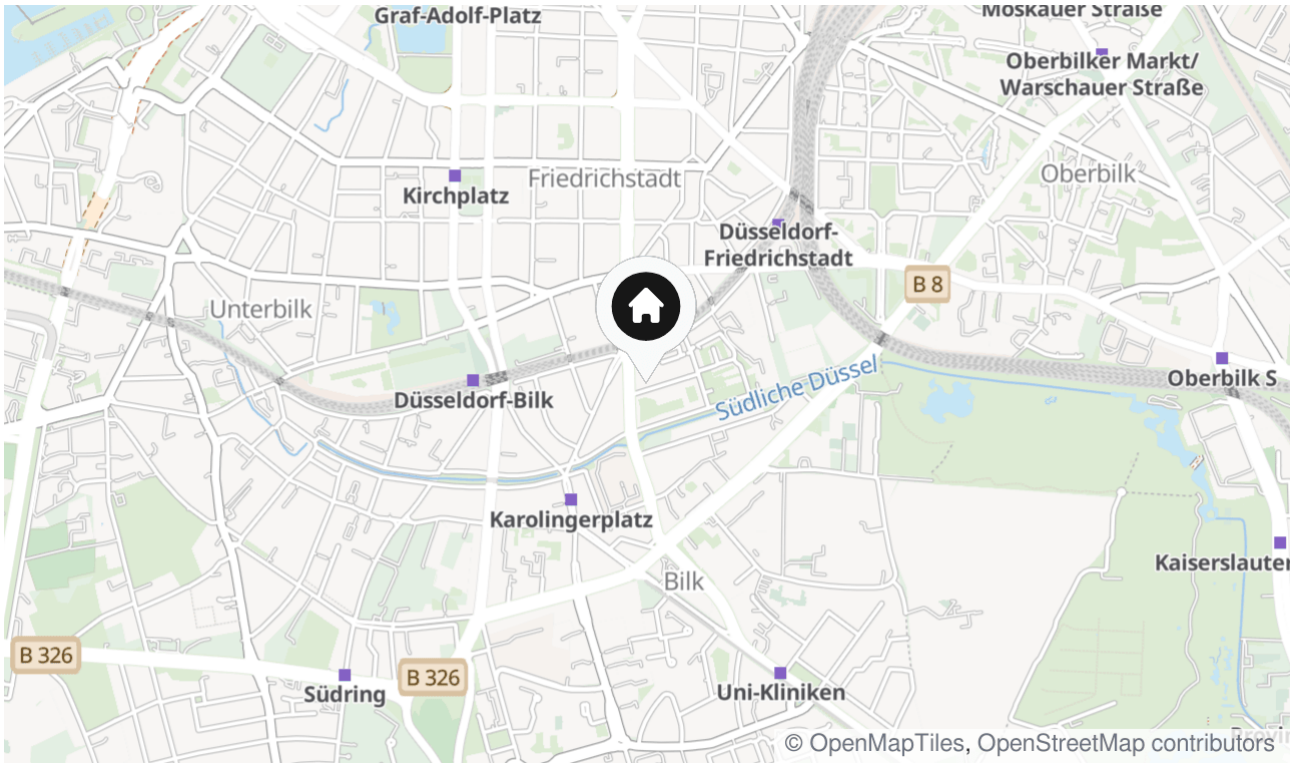 Graf-Adolf-Platz
Moskauer Straße
Oberbilker Markt/
Warschauer Straße
Kirchplatz
Friedrichstadt
Oberbilk
Düsseldorf-
Friedrichstadt
B 8
Unterbilk
Düsseldorf-Bilk
Südliche Düssel
Oberbilk S
Karolingerplatz
Kaiserslauter
Bilk
B 326
B 326
Südring
Uni-Kliniken
© OpenMapTiles, OpenStreetMap contributors